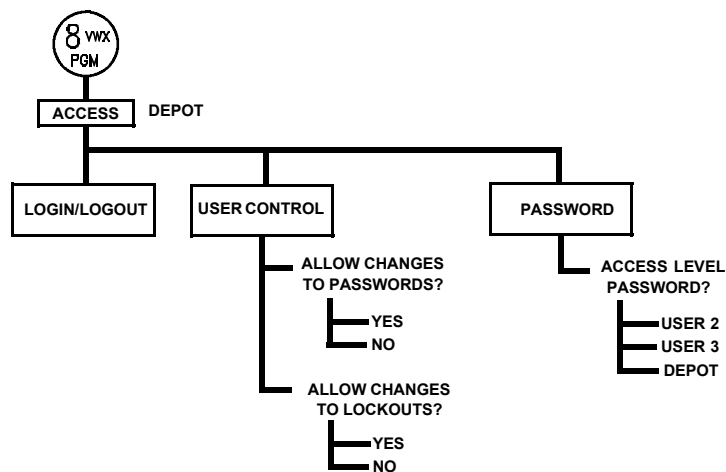 8 VWX
PGM
ACCESS
DEPOT
LOGIN/LOGOUT
USER CONTROL
PASSWORD
ALLOW CHANGES
TO PASSWORDS?
YES
NO
ALLOW CHANGES
TO LOCKOUTS?
YES
NO
ACCESS LEVEL
PASSWORD?
USER 2
USER 3
DEPOT